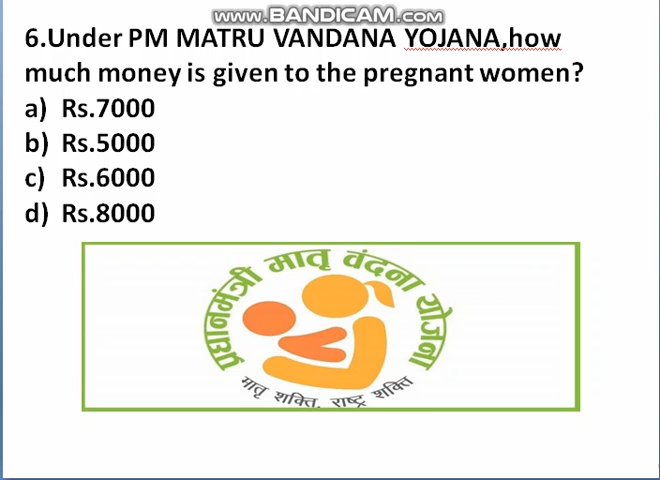 WWW.BANDICAM.COM
6.Under PM MATRU VANDANA YOJANA,how
much money is given to the pregnant women?
a) Rs.7000
b) Rs.5000
c) Rs.6000
d) Rs.8000
प्रधानमंत्री मातृ वंदना योजना
मातृ शक्ति, राष्ट्र शक्ति